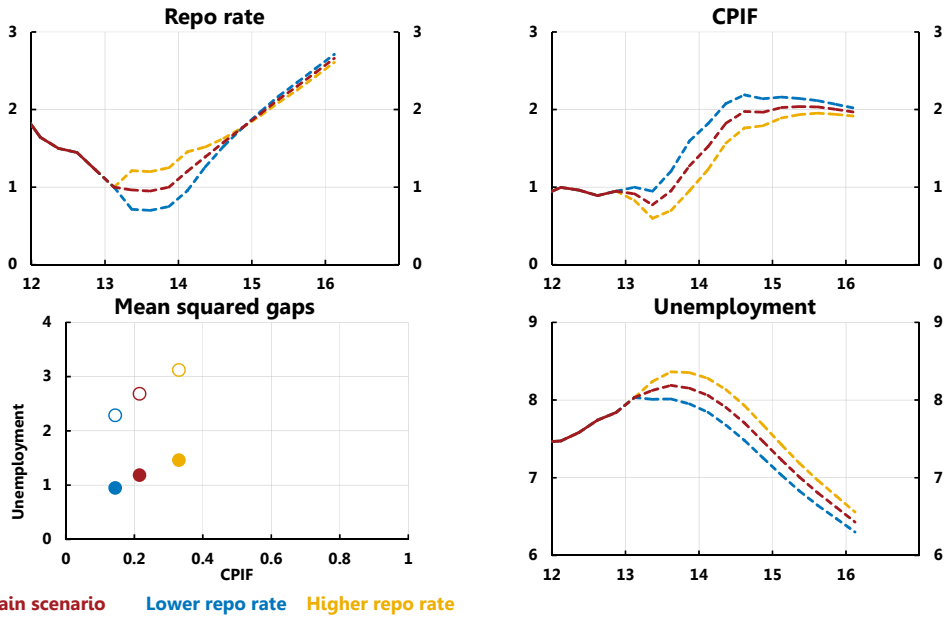 Repo rate
3 3
2 2
1 1
0 0
12 13 14 15 16
CPIF
3 3
2 2
1 1
0 0
12 13 14 15 16
Mean squared gaps
4
3
2
1
0
Unemployment
0 0.2 0.4 0.6 0.8 1
CPIF
Unemployment
9 9
8 8
7 7
6 6
12 13 14 15 16
ain scenario Lower repo rate Higher repo rate